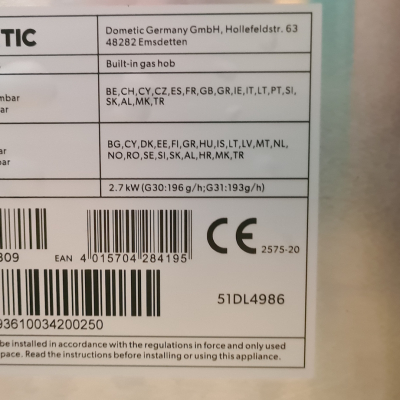 TIC
Dometic Germany GmbH, Hollefeldstr. 63
48282 Emsdetten
Built-in gas hob
mbar
ar
BE,CH,CY,CZ,ES,FR,GB,GR,IE,IT,LT,PT,SI,
SK,AL,MK,TR
ar
bar
BG,CY,DK,EE,FI,GR,HU,IS,LT,LV,MT,NL,
NO,RO,SE,SI,SK,AL,HR,MK,TR
2.7 kW (G30:196 g/h;G31:193g/h)
809
EAN 4 015704 284195
CE 2575-20
51DL4986
93610034200250
be installed in accordance with the regulations in force and only used
pace. Read the instructions before installing or using this appliance.